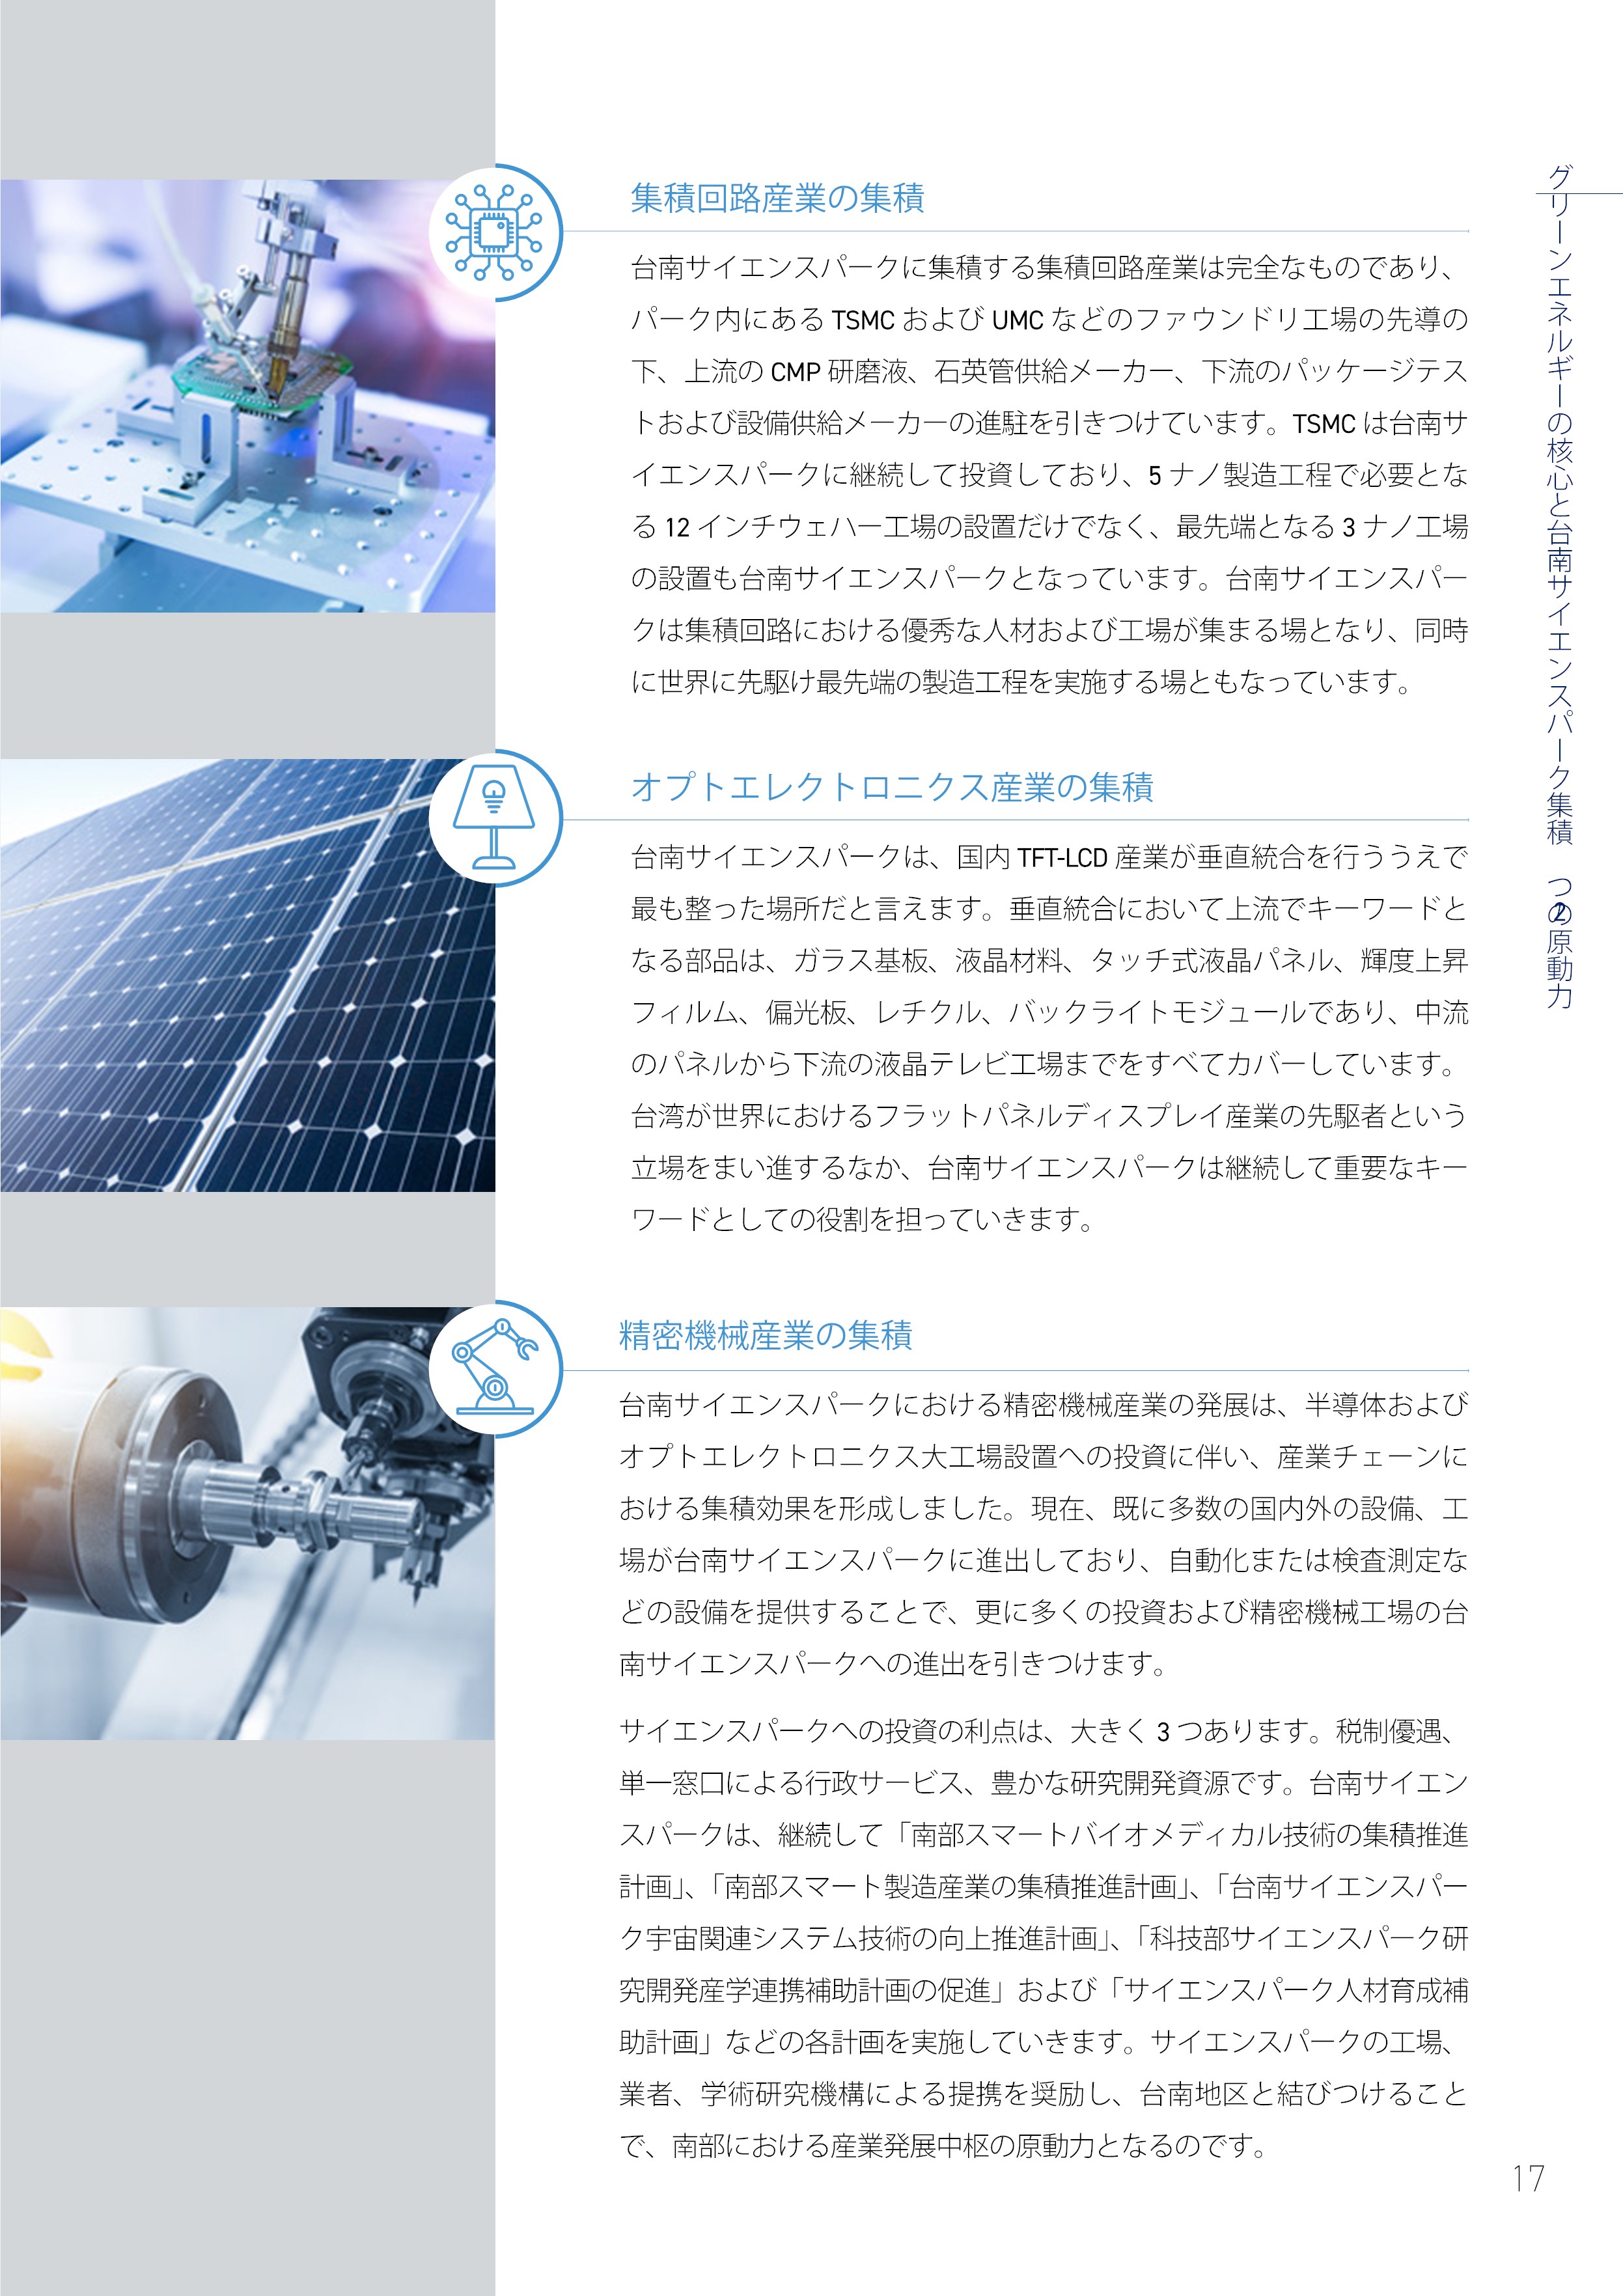 集積回路産業の集積
台南サイエンスパークに集積する集積回路産業は完全なものであり、
パーク内にある TSMC および UMC などのファウンドリ工場の先導の
下、上流の CMP 研磨液、石英管供給メーカー、下流のパッケージテス
トおよび設備供給メーカーの進駐を引きつけています。TSMC は台南サ
イエンスパークに継続して投資しており、5 ナノ製造工程で必要とな
る 12 インチウェハー工場の設置だけでなく、最先端となる 3 ナノ工場
の設置も台南サイエンスパークとなっています。台南サイエンスパー
クは集積回路における優秀な人材および工場が集まる場となり、同時
に世界に先駆け最先端の製造工程を実施する場ともなっています。
オプトエレクトロニクス産業の集積
台南サイエンスパークは、国内 TFT-LCD 産業が垂直統合を行ううえで
最も整った場所だと言えます。垂直統合において上流でキーワードと
なる部品は、ガラス基板、液晶材料、タッチ式液晶パネル、輝度上昇
フィルム、偏光板、レチクル、バックライトモジュールであり、中流
のパネルから下流の液晶テレビ工場までをすべてカバーしています。
台湾が世界におけるフラットパネルディスプレイ産業の先駆者という
立場をまい進するなか、台南サイエンスパークは継続して重要なキー
ワードとしての役割を担っていきます。
精密機械産業の集積
台南サイエンスパークにおける精密機械産業の発展は、半導体および
オプトエレクトロニクス大工場設置への投資に伴い、産業チェーンに
おける集積効果を形成しました。現在、既に多数の国内外の設備、工
場が台南サイエンスパークに進出しており、自動化または検査測定な
どの設備を提供することで、更に多くの投資および精密機械工場の台
南サイエンスパークへの進出を引きつけます。
サイエンスパークへの投資の利点は、大きく 3 つあります。税制優遇、
単一窓口による行政サービス、豊かな研究開発資源です。台南サイエン
スパークは、継続して「南部スマートバイオメディカル技術の集積推進
計画」、「南部スマート製造産業の集積推進計画」、「台南サイエンスパー
ク宇宙関連システム技術の向上推進計画」、「科技部サイエンスパーク研
究開発産学連携補助計画の促進」および「サイエンスパーク人材育成補
助計画」などの各計画を実施していきます。サイエンスパークの工場、
業者、学術研究機構による提携を奨励し、台南地区と結びつけること
で、南部における産業発展中枢の原動力となるのです。
グリーンエネルギーの核心と台南サイエンスパーク集積 2つの原動力
17